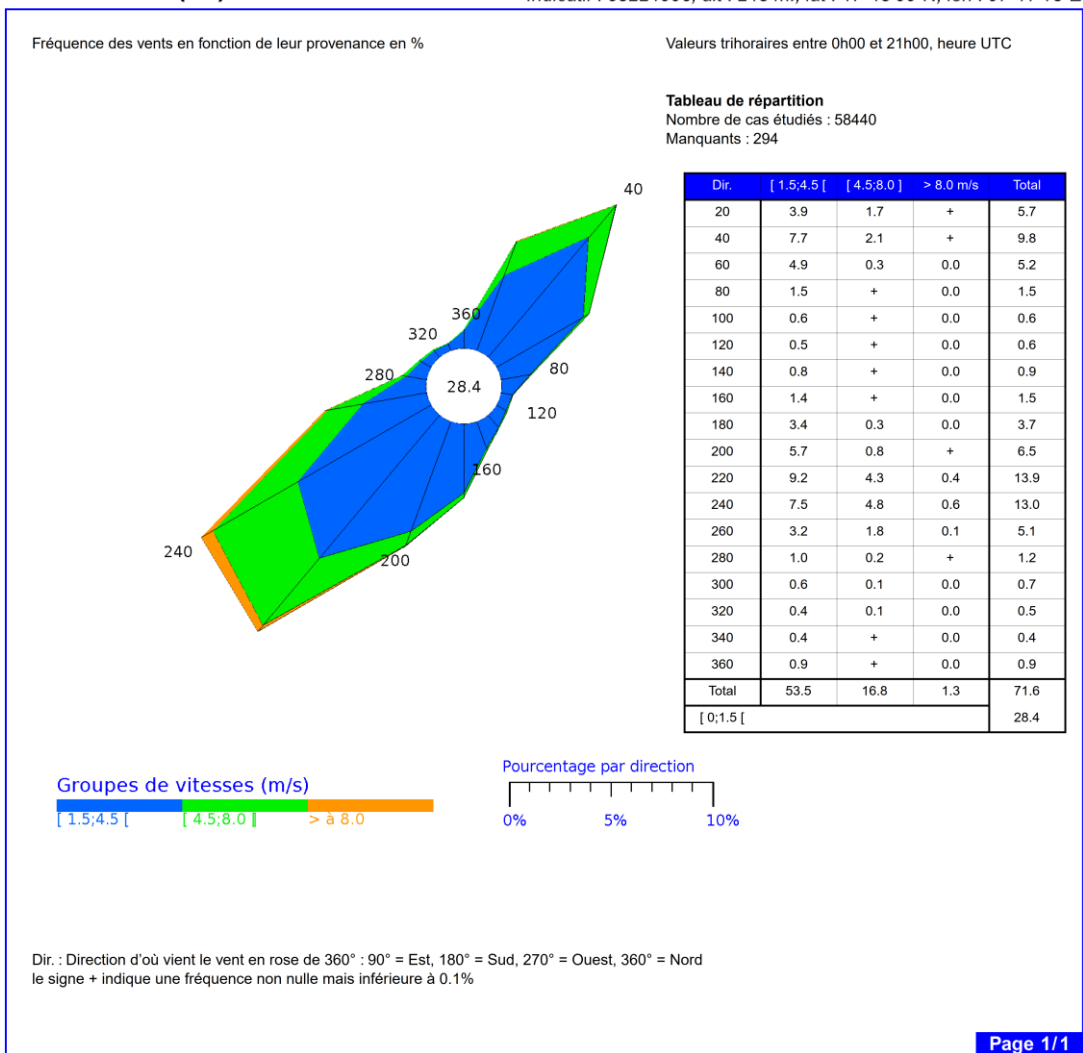 Fréquence des vents en fonction de leur provenance en %
Valeurs trihoraires entre 0h00 et 21h00, heure UTC
Tableau de répartition
Nombre de cas étudiés : 58440
Manquants : 294
Dir. [ 1.5;4.5 [ [ 4.5;8.0 ] > 8.0 m/s Total
20 3.9 1.7 + 5.7
40 7.7 2.1 + 9.8
60 4.9 0.3 0.0 5.2
80 1.5 + 0.0 1.5
100 0.6 + 0.0 0.6
120 0.5 + 0.0 0.6
140 0.8 + 0.0 0.9
160 1.4 + 0.0 1.5
180 3.4 0.3 0.0 3.7
200 5.7 0.8 + 6.5
220 9.2 4.3 0.4 13.9
240 7.5 4.8 0.6 13.0
260 3.2 1.8 0.1 5.1
280 1.0 0.2 + 1.2
300 0.6 0.1 0.0 0.7
320 0.4 0.1 0.0 0.5
340 0.4 + 0.0 0.4
360 0.9 + 0.0 0.9
Total 53.5 16.8 1.3 71.6
[ 0;1.5 [ 28.4
40
360
320
280
80
28.4
120
160
240
200
Groupes de vitesses (m/s)
[ 1.5;4.5 [ [ 4.5;8.0 ] > à 8.0
Pourcentage par direction
0% 5% 10%
Dir. : Direction d'où vient le vent en rose de 360° : 90° = Est, 180° = Sud, 270° = Ouest, 360° = Nord
le signe + indique une fréquence non nulle mais inférieure à 0.1%
Page 1/1